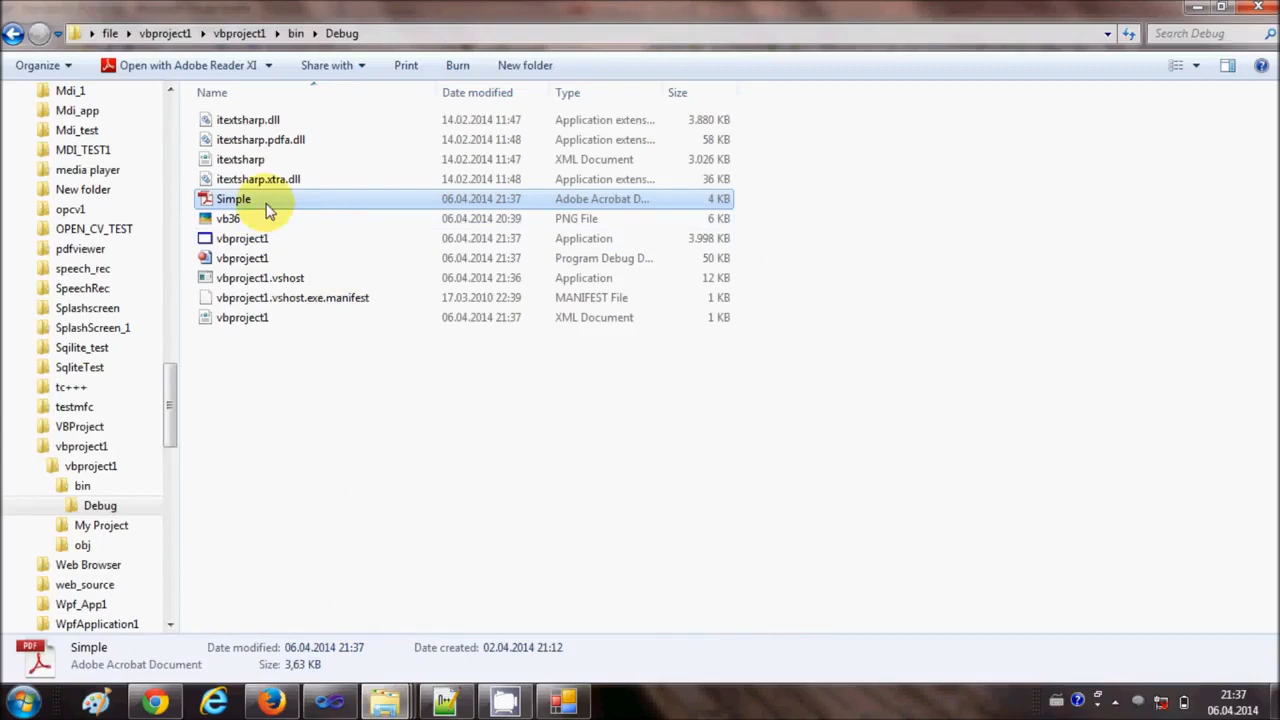 file ▸ vbproject1 ▸ vbproject1 ▸ bin ▸ Debug
Search Debug
Organize Open with Adobe Reader XI Share with Print Burn New folder
Name Date modified Type Size
Mdi_1
Mdi_app
Mdi_test
MDI_TEST1
media player
New folder
opcv1
OPEN_CV_TEST
pdfviewer
speech_rec
SpeechRec
Splashscreen
SplashScreen_1
Sqilite_test
SqliteTest
tc+++
testmfc
VBProject
vbproject1
vbproject1
bin
Debug
My Project
obj
Web Browser
web_source
Wpf_App1
WpfApplication1
itextsharp.dll 14.02.2014 11:47 Application extens... 3.880 KB
itextsharp.pdfa.dll 14.02.2014 11:48 Application extens... 58 KB
itextsharp 14.02.2014 11:47 XML Document 3.026 KB
itextsharp.xtra.dll 14.02.2014 11:48 Application extens... 36 KB
Simple 06.04.2014 21:37 Adobe Acrobat D... 4 KB
vb36 06.04.2014 20:39 PNG File 6 KB
vbproject1 06.04.2014 21:37 Application 3.998 KB
vbproject1 06.04.2014 21:37 Program Debug D... 50 KB
vbproject1.vshost 06.04.2014 21:36 Application 12 KB
vbproject1.vshost.exe.manifest 17.03.2010 22:39 MANIFEST File 1 KB
vbproject1 06.04.2014 21:37 XML Document 1 KB
PDF
Simple Date modified: 06.04.2014 21:37 Date created: 02.04.2014 21:12
Adobe Acrobat Document Size: 3,63 KB
21:37
06.04.2014